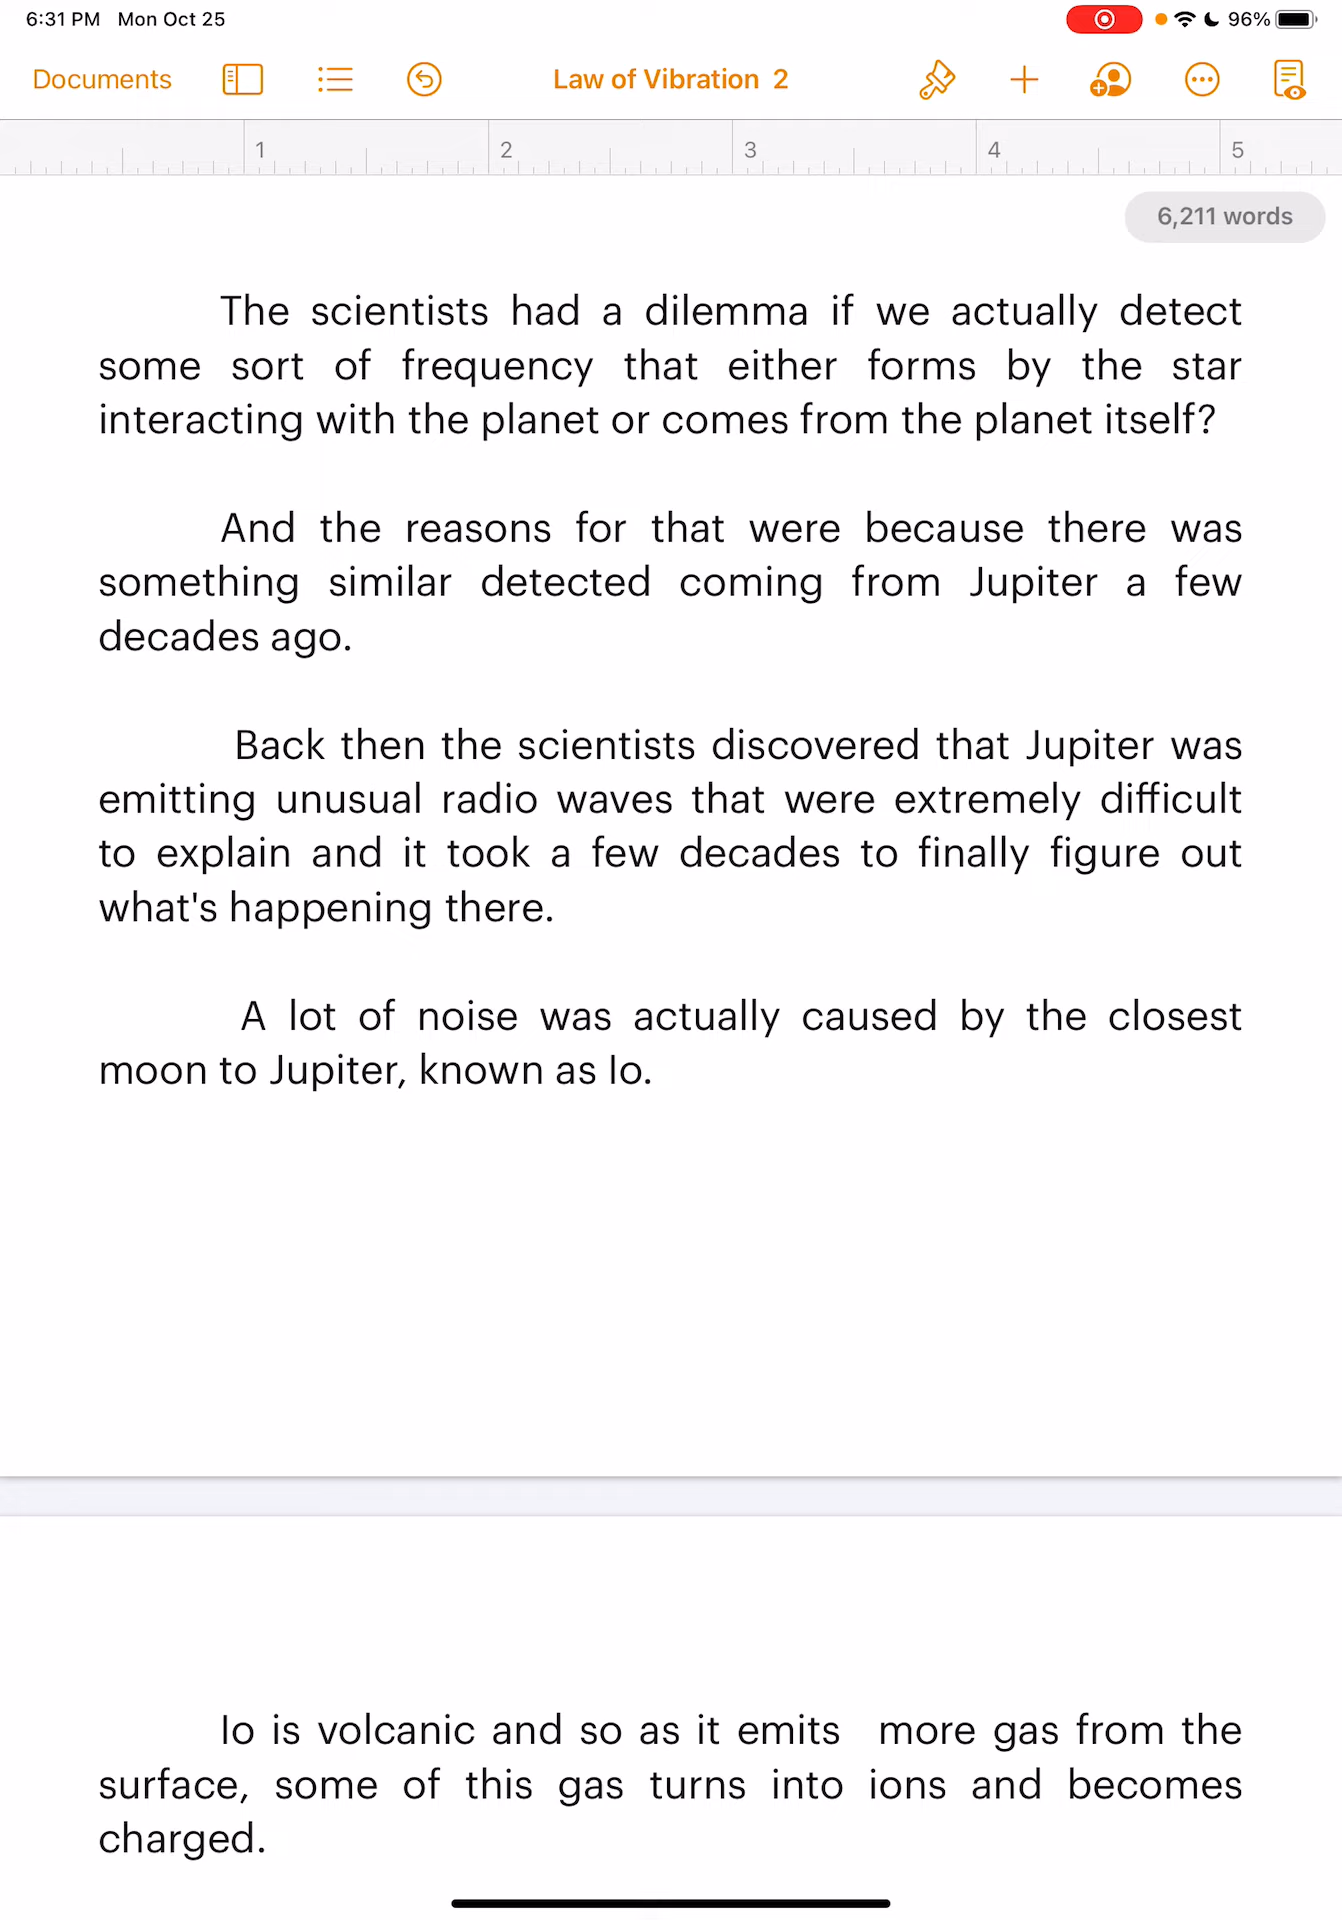 6:31 PM Mon Oct 25 96%
Documents Law of Vibration 2
1 2 3 4 5
6,211 words
The scientists had a dilemma if we actually detect
some sort of frequency that either forms by the star
interacting with the planet or comes from the planet itself?
And the reasons for that were because there was
something similar detected coming from Jupiter a few
decades ago.
Back then the scientists discovered that Jupiter was
emitting unusual radio waves that were extremely difficult
to explain and it took a few decades to finally figure out
what's happening there.
A lot of noise was actually caused by the closest
moon to Jupiter, known as Io.
Io is volcanic and so as it emits more gas from the
surface, some of this gas turns into ions and becomes
charged.